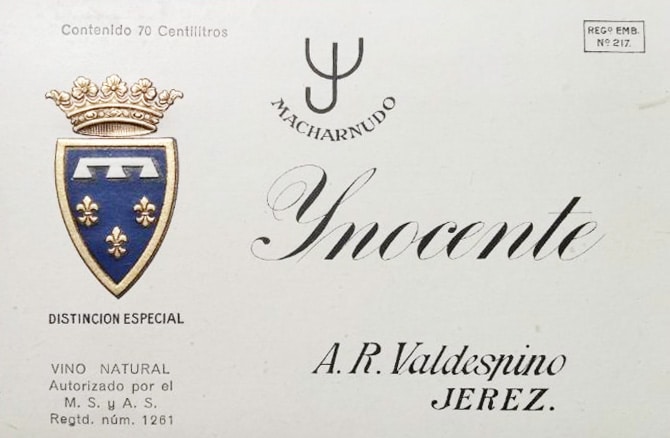 Contenido 70 Centilitros
REGº EMB.
Nº 217.
MACHARNUDO
Ynocente
DISTINCION ESPECIAL
A. R. Valdespino
JEREZ.
VINO NATURAL
Autorizado por el
M. S. y A. S.
Regtd. núm. 1261